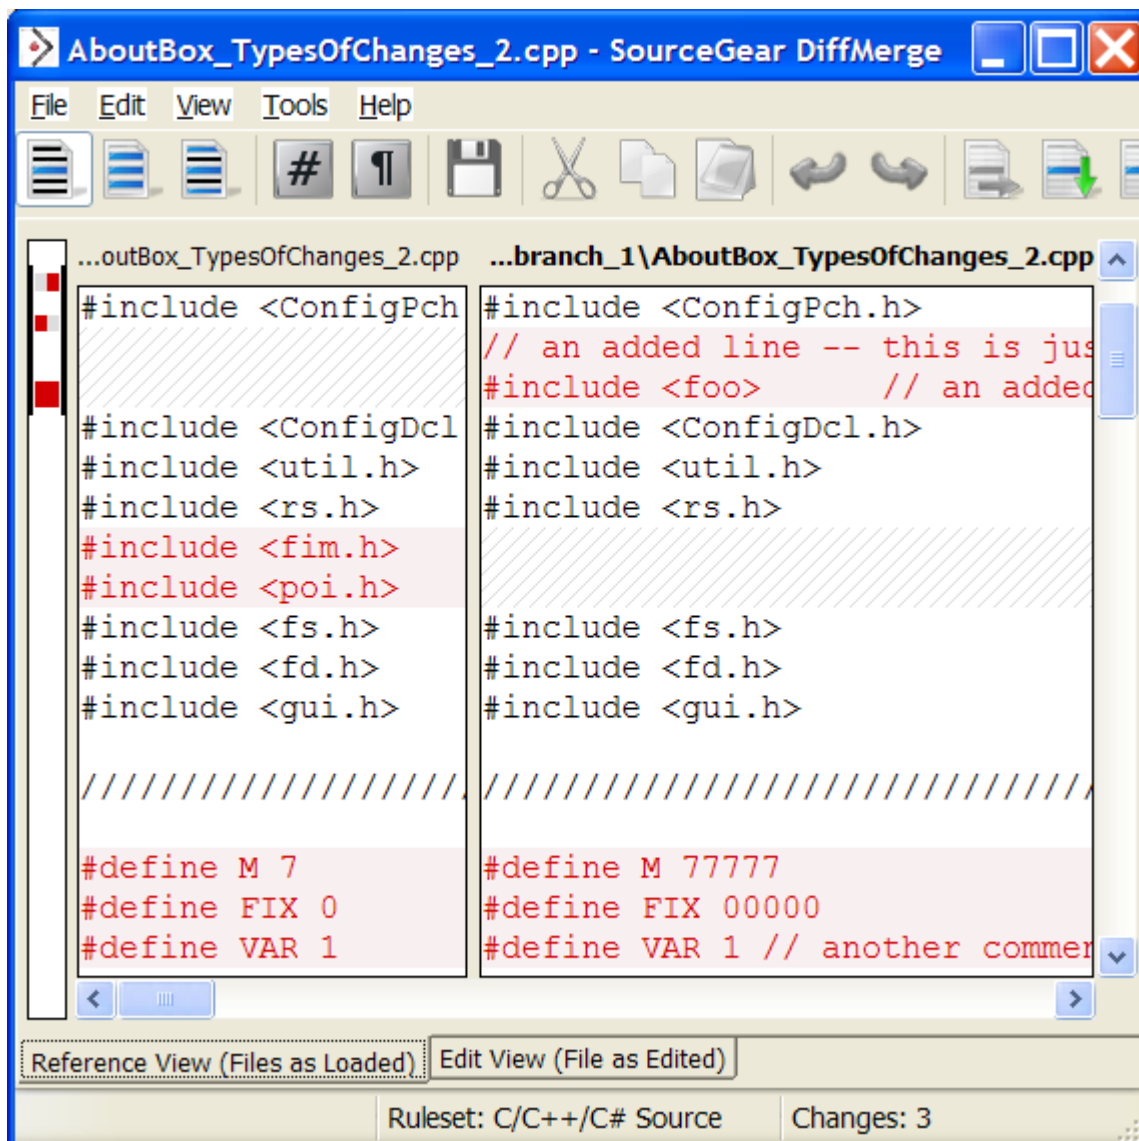 AboutBox_TypesOfChanges_2.cpp - SourceGear DiffMerge
File Edit View Tools Help
# ¶
...outBox_TypesOfChanges_2.cpp
#include <ConfigPch
#include <ConfigDcl
#include <util.h>
#include <rs.h>
#include <fim.h>
#include <poi.h>
#include <fs.h>
#include <fd.h>
#include <gui.h>
////////////////////
#define M 7
#define FIX 0
#define VAR 1
...branch_1\AboutBox_TypesOfChanges_2.cpp
#include <ConfigPch.h>
// an added line -- this is jus
#include <foo>      // an added
#include <ConfigDcl.h>
#include <util.h>
#include <rs.h>
#include <fs.h>
#include <fd.h>
#include <gui.h>
///////////////////////////////
#define M 77777
#define FIX 00000
#define VAR 1 // another commen
Reference View (Files as Loaded) Edit View (File as Edited)
Ruleset: C/C++/C# Source Changes: 3